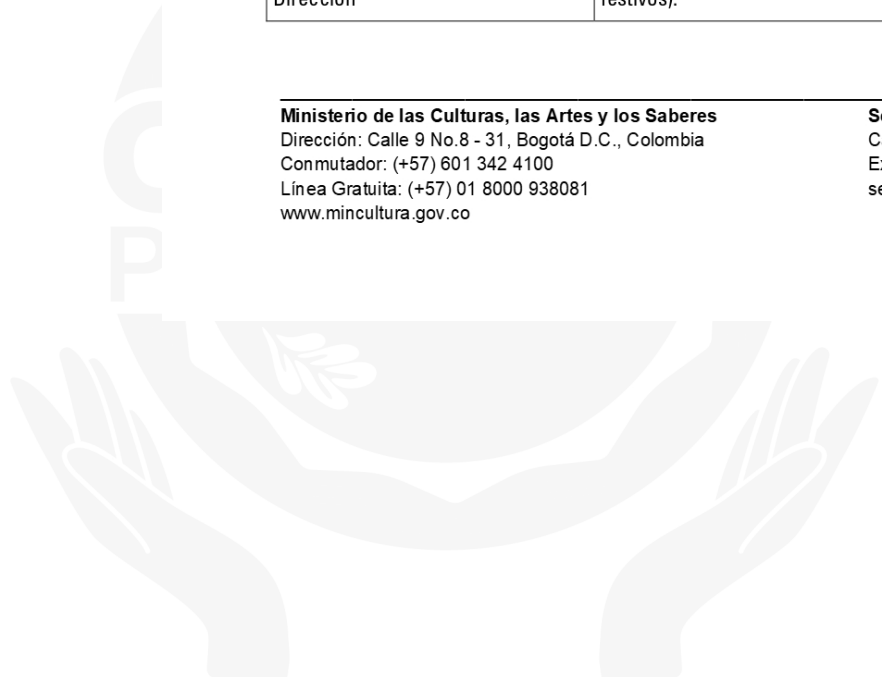 Dirección
festivos).
Ministerio de las Culturas, las Artes y los Saberes
Dirección: Calle 9 No.8 - 31, Bogotá D.C., Colombia
Conmutador: (+57) 601 342 4100
Línea Gratuita: (+57) 01 8000 938081
www.mincultura.gov.co